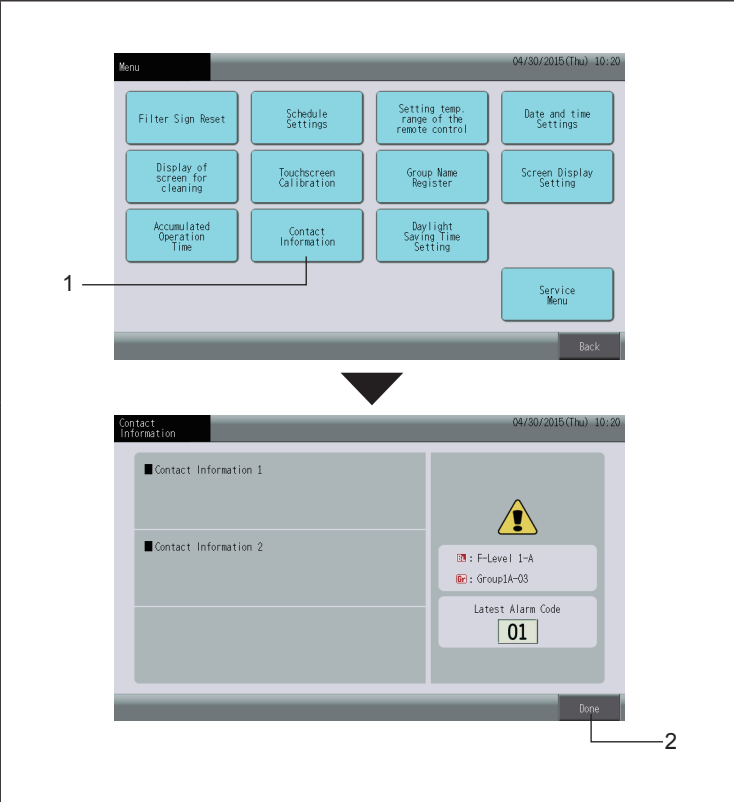 Menu
04/30/2015(Thu) 10:20
Filter Sign Reset
Schedule
Settings
Setting temp.
range of the
remote control
Date and time
Settings
Display of
screen for
cleaning
Touchscreen
Calibration
Group Name
Register
Screen Display
Setting
Accumulated
Operation
Time
Contact
Information
Daylight
Saving Time
Setting
1
Service
Menu
Back
Contact
Information
04/30/2015(Thu) 10:20
Contact Information 1
Contact Information 2
: F-Level 1-A
Gr : Group1A-03
Latest Alarm Code
01
Done
2